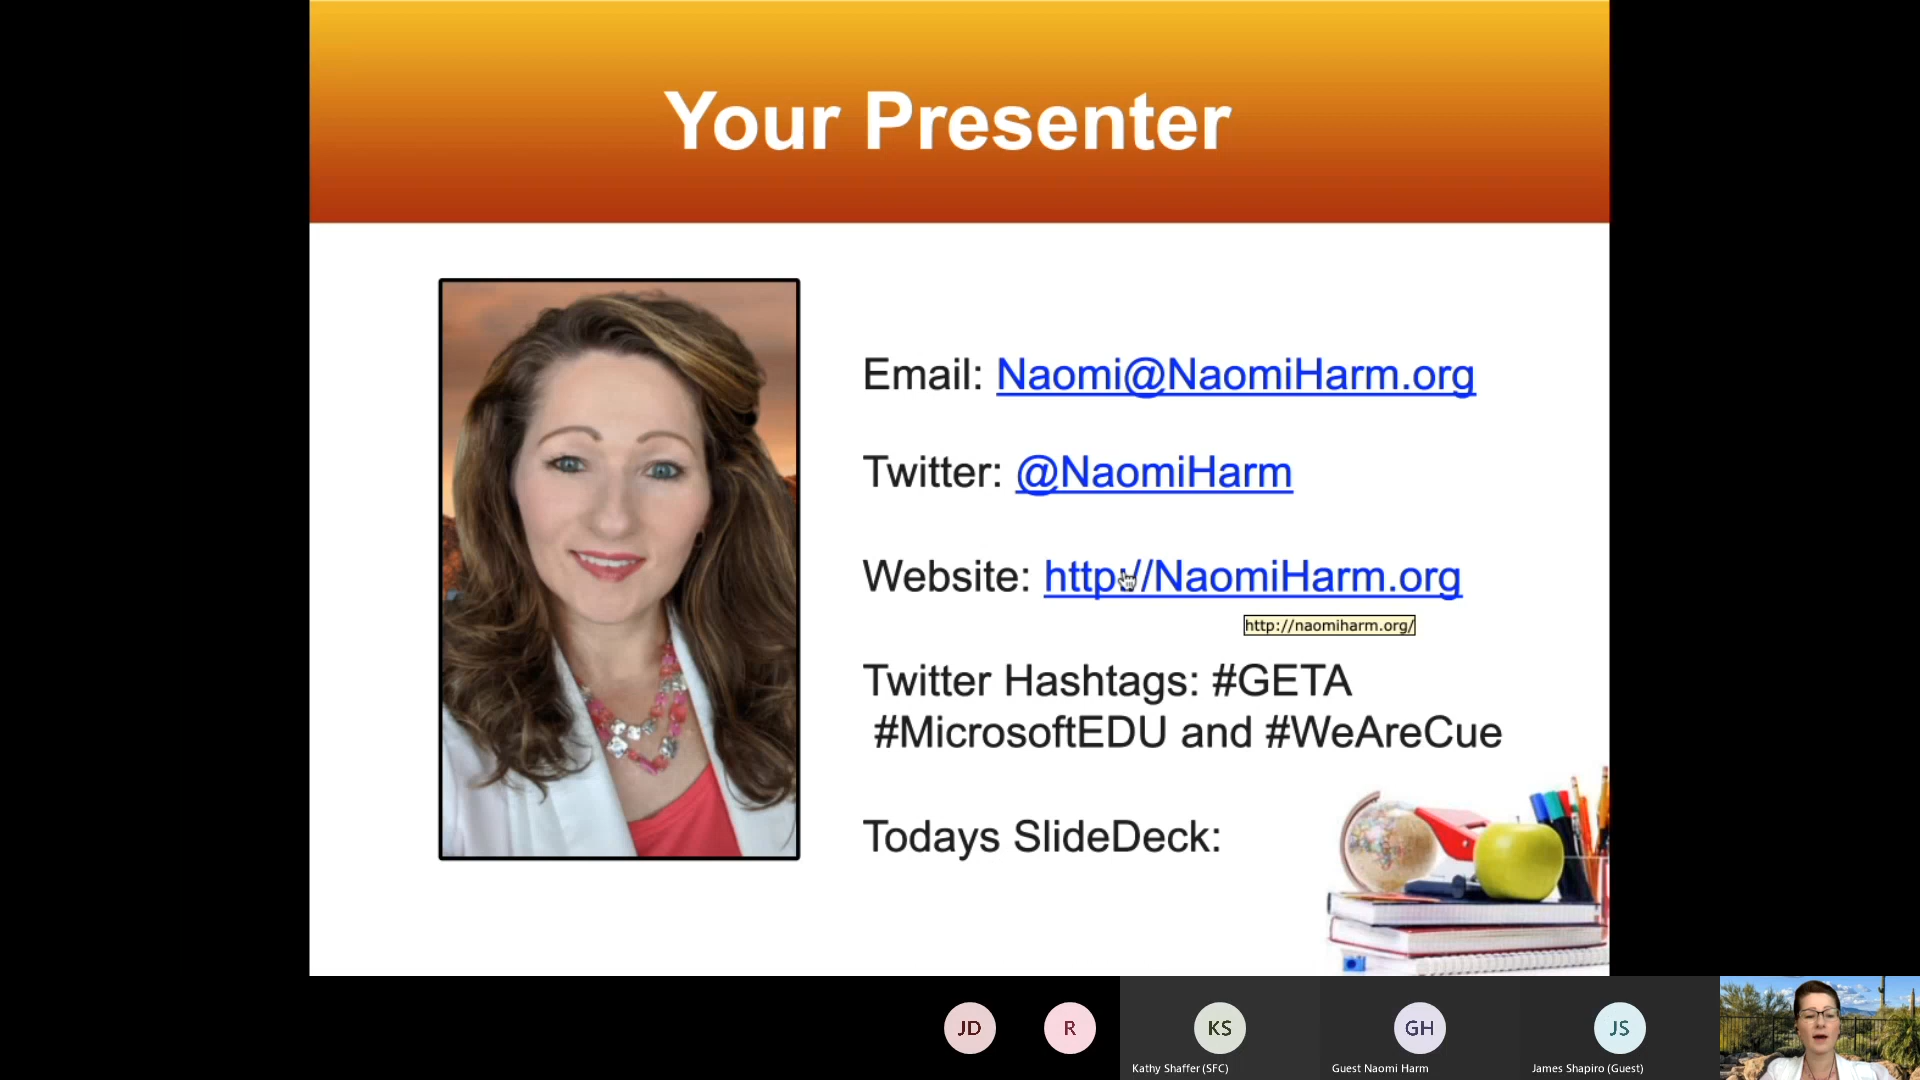 Your Presenter
Email: Naomi@NaomiHarm.org
Twitter: @NaomiHarm
Website: http://NaomiHarm.org
http://naomiharm.org/
Twitter Hashtags: #GETA
#MicrosoftEDU and #WeAreCue
Todays SlideDeck:
JD
R
KS
GH
JS
Kathy Shaffer (SFC)
Guest Naomi Harm
James Shapiro (Guest)